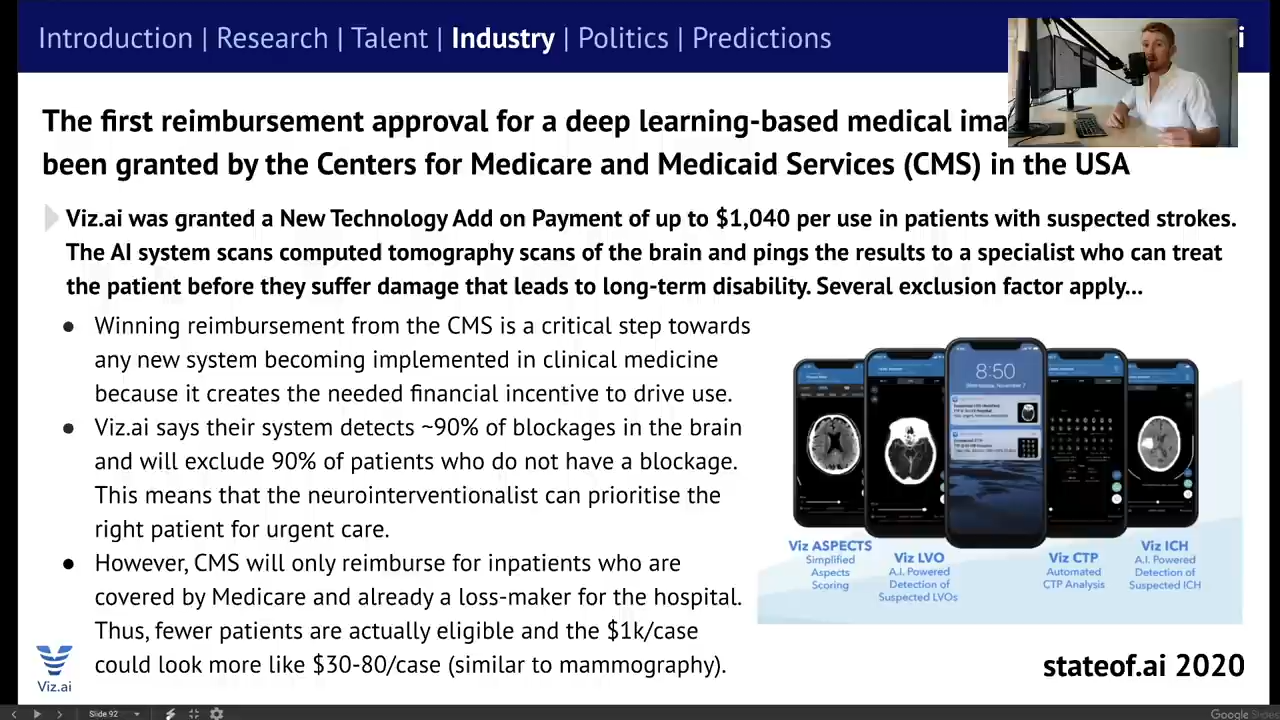 Introduction | Research | Talent | Industry | Politics | Predictions
i
The first reimbursement approval for a deep learning-based medical ima
been granted by the Centers for Medicare and Medicaid Services (CMS) in the USA
Viz.ai was granted a New Technology Add on Payment of up to $1,040 per use in patients with suspected strokes.
The AI system scans computed tomography scans of the brain and pings the results to a specialist who can treat
the patient before they suffer damage that leads to long-term disability. Several exclusion factor apply...
● Winning reimbursement from the CMS is a critical step towards
any new system becoming implemented in clinical medicine
because it creates the needed financial incentive to drive use.
● Viz.ai says their system detects ~90% of blockages in the brain
and will exclude 90% of patients who do not have a blockage.
This means that the neurointerventionalist can prioritise the
right patient for urgent care.
● However, CMS will only reimburse for inpatients who are
covered by Medicare and already a loss-maker for the hospital.
Thus, fewer patients are actually eligible and the $1k/case
could look more like $30-80/case (similar to mammography).
8:50
Wednesday, November 7
Viz ASPECTS
Simplified
Aspects
Scoring
Viz LVO
A.I. Powered
Detection of
Suspected LVOs
Viz CTP
Automated
CTP Analysis
Viz ICH
A.I. Powered
Detection of
Suspected ICH
Viz.ai
stateof.ai 2020
Slide 92
Google Slides